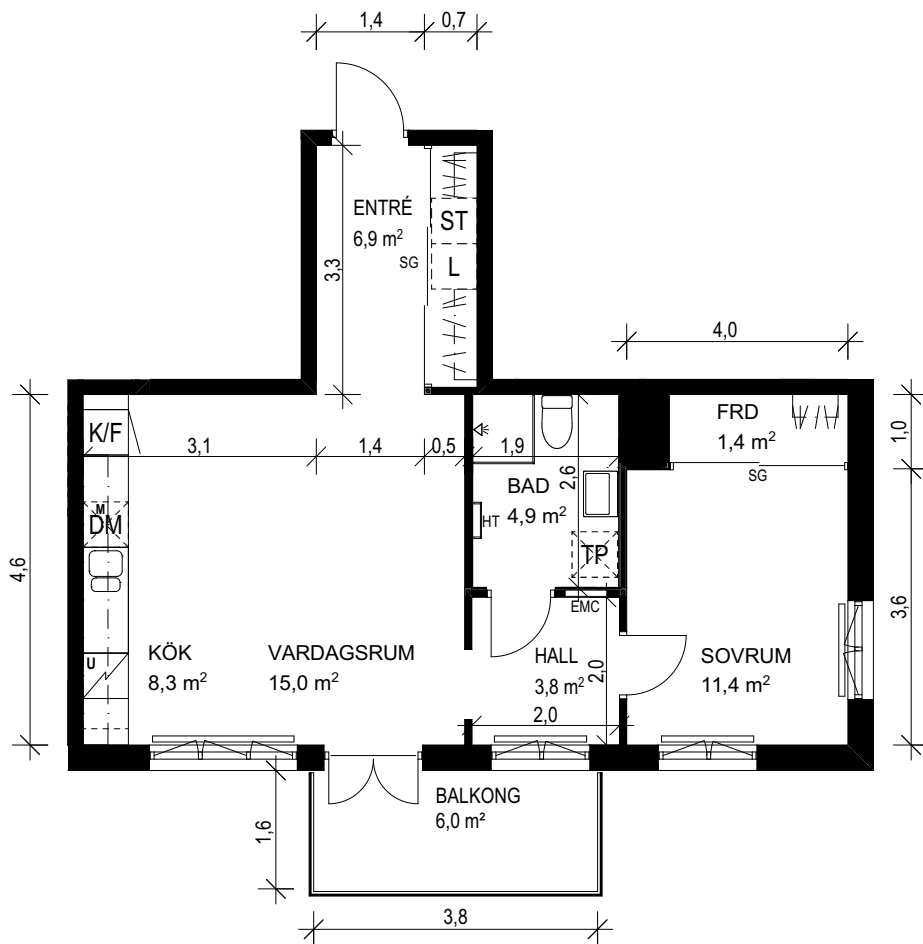 1,4
0,7
ENTRÉ
6,9 m²
ST
SG
L
3,3
4,0
K/F
3,1
1,4
0,5
1,9
FRD
1,4 m²
1,0
SG
M
DM
BAD
4,9 m²
2,6
HT
TP
EMC
4,6
3,6
U
KÖK
8,3 m²
VARDAGSRUM
15,0 m²
HALL
3,8 m²
2,0
2,0
SOVRUM
11,4 m²
BALKONG
6,0 m²
1,6
3,8